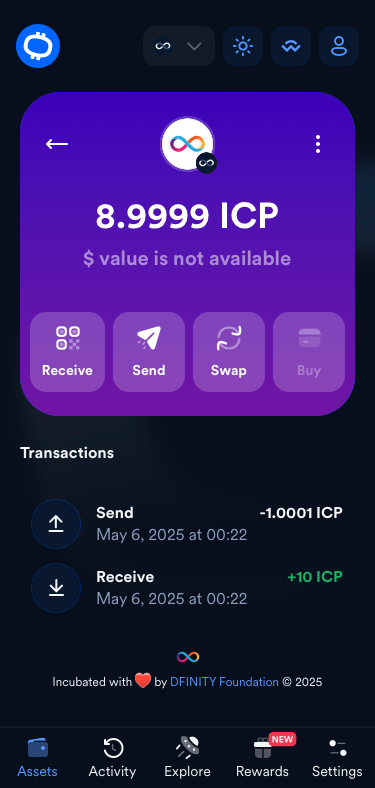 8.9999 ICP
$ value is not available
Receive
Send
Swap
Buy
Transactions
Send
-1.0001 ICP
May 6, 2025 at 00:22
Receive
+10 ICP
May 6, 2025 at 00:22
Incubated with ❤️ by DFINITY Foundation © 2025
NEW
Assets
Activity
Explore
Rewards
Settings